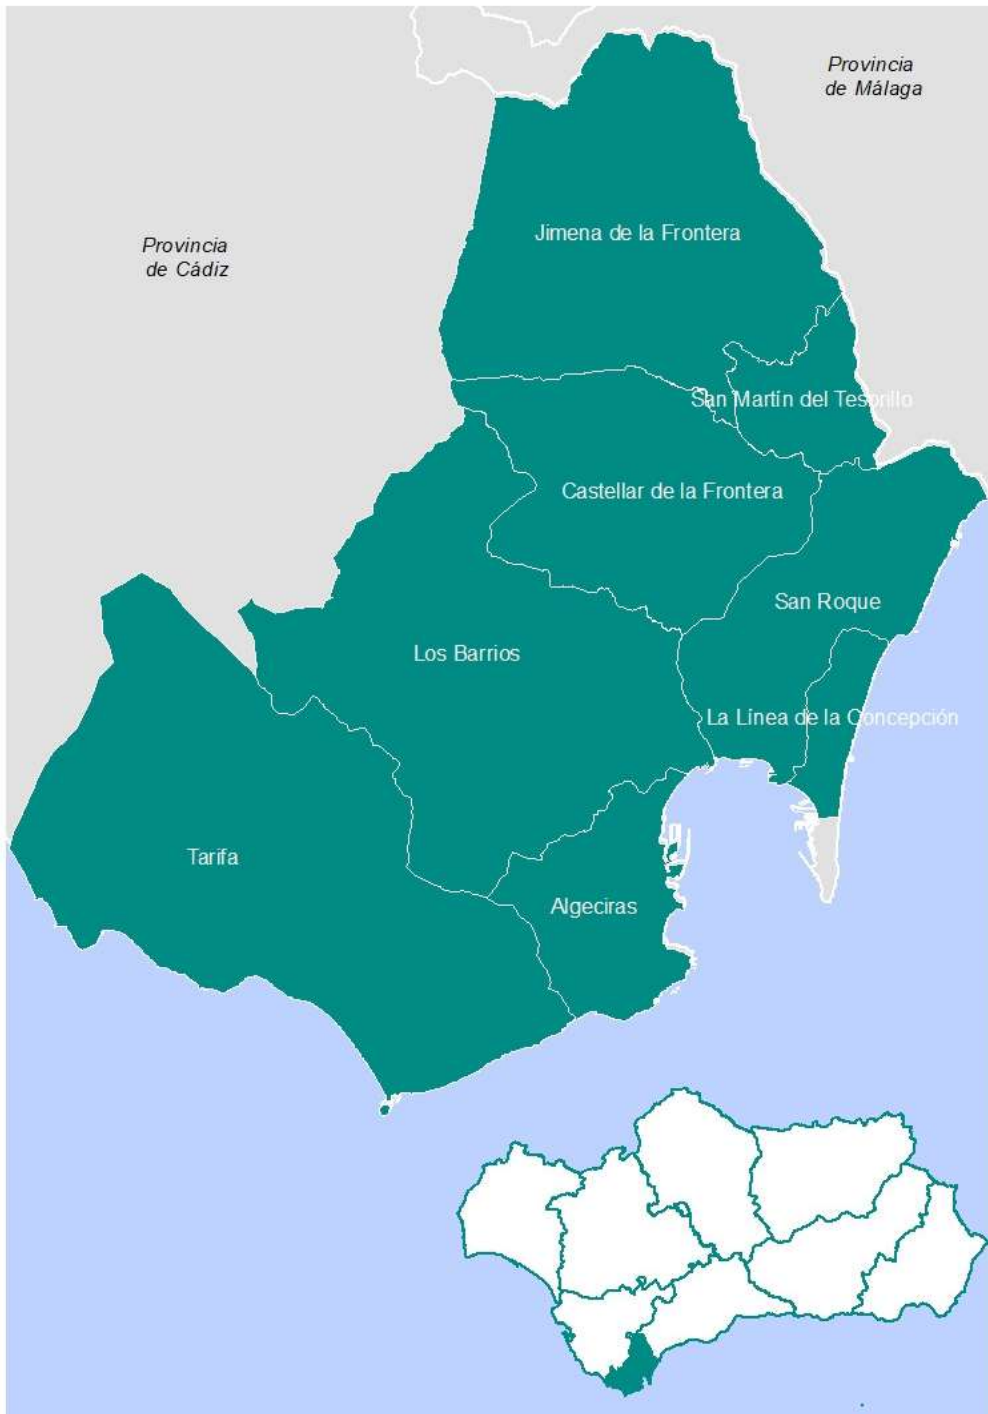 Provincia
de Málaga
Jimena de la Frontera
Provincia
de Cádiz
San Martín del Tesorillo
Castellar de la Frontera
San Roque
Los Barrios
La Línea de la Concepción
Tarifa
Algeciras